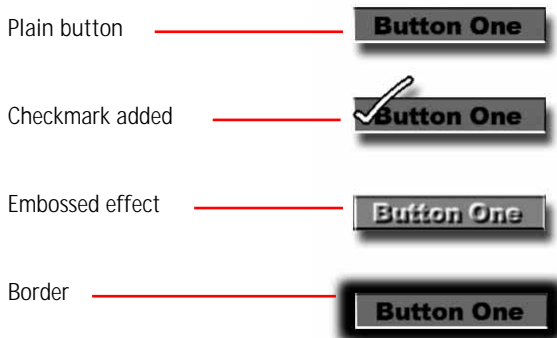 Plain button Button One
Checkmark added Button One
Embossed effect Button One
Border Button One